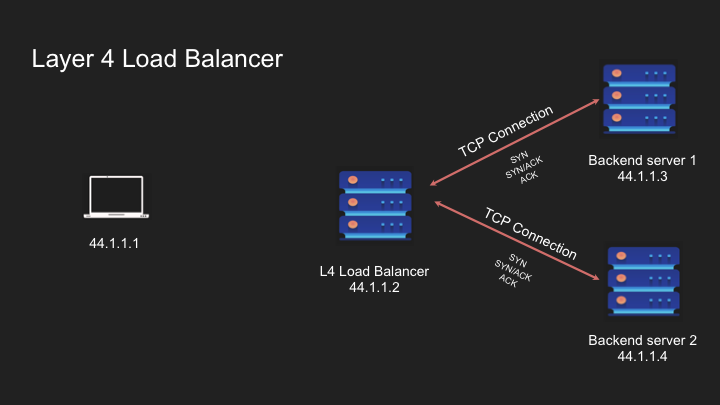 Layer 4 Load Balancer
44.1.1.1
L4 Load Balancer
44.1.1.2
TCP Connection
SYN
SYN/ACK
ACK
Backend server 1
44.1.1.3
TCP Connection
SYN
SYN/ACK
ACK
Backend server 2
44.1.1.4